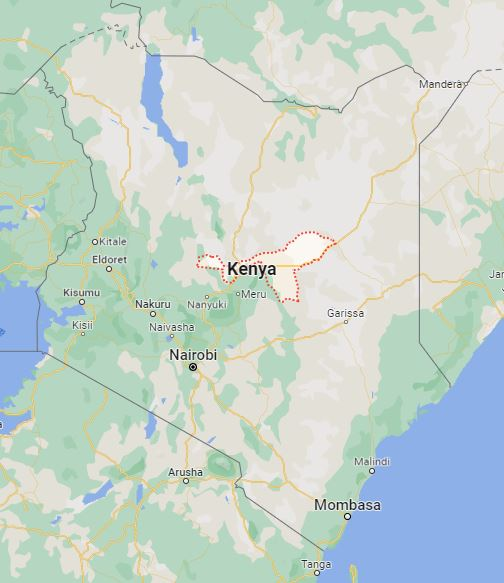 Mandera
Kitale
Eldoret
Kenya
Meru
Kisumu
Nakuru
Nanyuki
Kisii
Naivasha
Garissa
Nairobi
Malindi
Arusha
Mombasa
Tanga